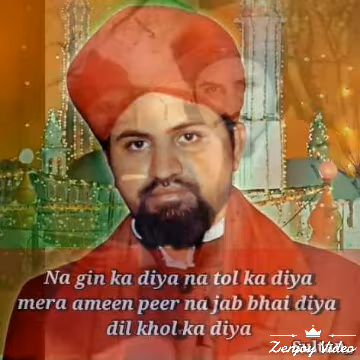 Na gin ka diya na tol ka diya
mera ameen peer na jab bhai diya
dil khol ka diya
Zenjoy Video